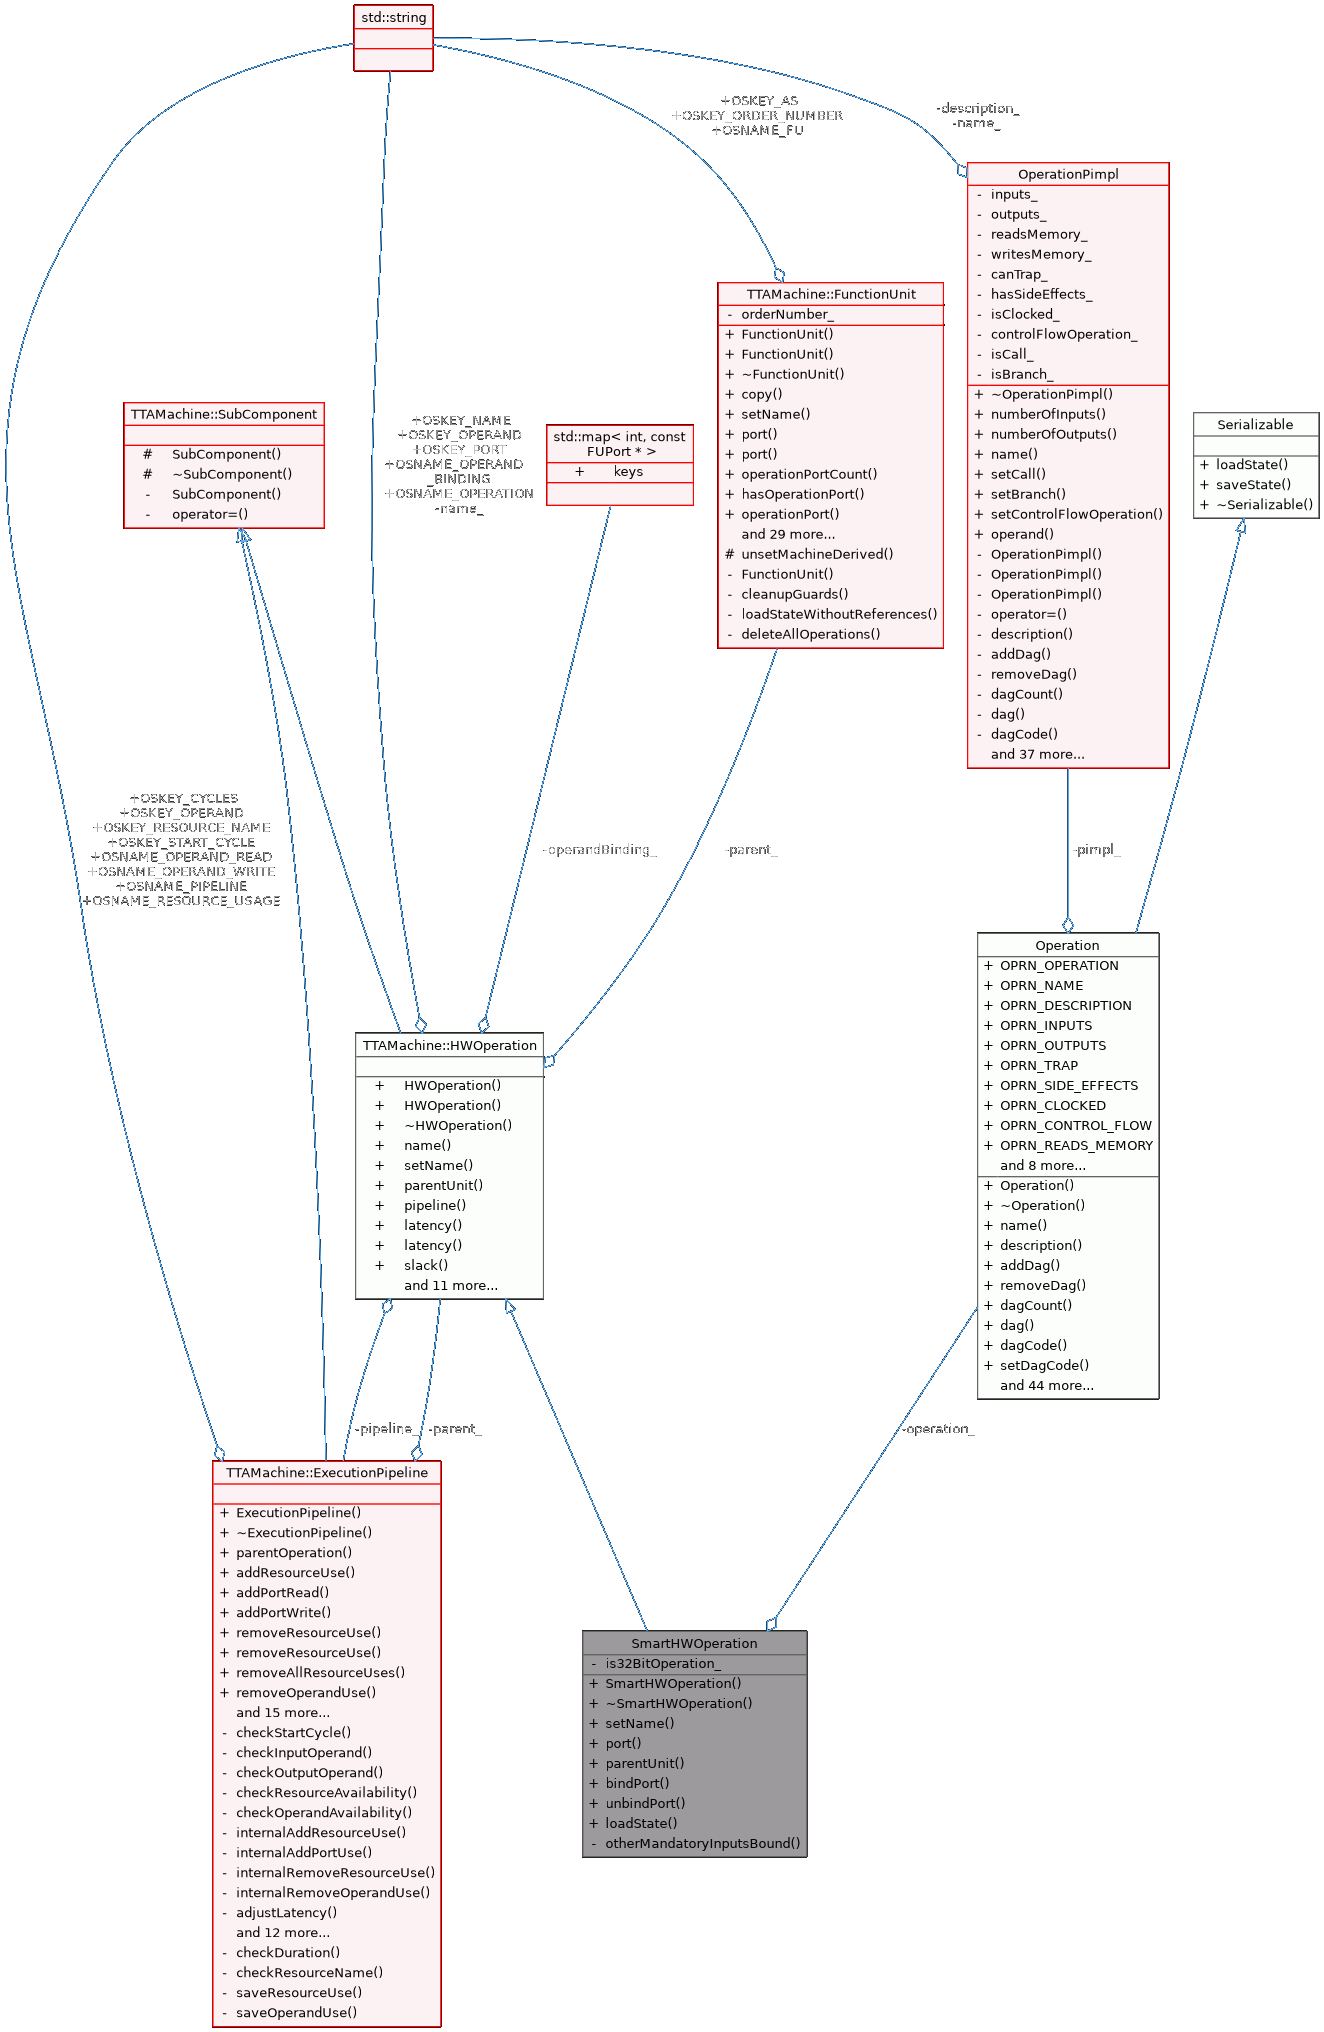 std::string
+OSKEY_AS
+OSKEY_ORDER_NUMBER
+OSNAME_FU
-description_
-name_
OperationPimpl
- inputs_
- outputs_
- readsMemory_
- writesMemory_
- canTrap_
- hasSideEffects_
- isClocked_
- controlFlowOperation_
- isCall_
- isBranch_
+ ~OperationPimpl()
+ numberOfInputs()
+ numberOfOutputs()
+ name()
+ setCall()
+ setBranch()
+ setControlFlowOperation()
+ operand()
- OperationPimpl()
- OperationPimpl()
- OperationPimpl()
- operator=()
- description()
- addDag()
- removeDag()
- dagCount()
- dag()
- dagCode()
and 37 more...
TTAMachine::FunctionUnit
- orderNumber_
+ FunctionUnit()
+ FunctionUnit()
+ ~FunctionUnit()
+ copy()
+ setName()
+ port()
+ port()
+ operationPortCount()
+ hasOperationPort()
+ operationPort()
and 29 more...
# unsetMachineDerived()
- FunctionUnit()
- cleanupGuards()
- loadStateWithoutReferences()
- deleteAllOperations()
TTAMachine::SubComponent
# SubComponent()
# ~SubComponent()
- SubComponent()
- operator=()
+OSKEY_NAME
+OSKEY_OPERAND
+OSKEY_PORT
+OSNAME_OPERAND
_BINDING
+OSNAME_OPERATION
-name_
std::map< int, const
FUPort * >
+ keys
Serializable
+ loadState()
+ saveState()
+ ~Serializable()
+OSKEY_CYCLES
+OSKEY_OPERAND
+OSKEY_RESOURCE_NAME
+OSKEY_START_CYCLE
+OSNAME_OPERAND_READ
+OSNAME_OPERAND_WRITE
+OSNAME_PIPELINE
+OSNAME_RESOURCE_USAGE
-operandBinding_
-parent_
-pimpl_
Operation
+ OPRN_OPERATION
+ OPRN_NAME
+ OPRN_DESCRIPTION
+ OPRN_INPUTS
+ OPRN_OUTPUTS
+ OPRN_TRAP
+ OPRN_SIDE_EFFECTS
+ OPRN_CLOCKED
+ OPRN_CONTROL_FLOW
+ OPRN_READS_MEMORY
and 8 more...
+ Operation()
+ ~Operation()
+ name()
+ description()
+ addDag()
+ removeDag()
+ dagCount()
+ dag()
+ dagCode()
+ setDagCode()
and 44 more...
TTAMachine::HWOperation
+ HWOperation()
+ HWOperation()
+ ~HWOperation()
+ name()
+ setName()
+ parentUnit()
+ pipeline()
+ latency()
+ latency()
+ slack()
and 11 more...
-pipeline_
-parent_
-operation_
TTAMachine::ExecutionPipeline
+ ExecutionPipeline()
+ ~ExecutionPipeline()
+ parentOperation()
+ addResourceUse()
+ addPortRead()
+ addPortWrite()
+ removeResourceUse()
+ removeResourceUse()
+ removeAllResourceUses()
+ removeOperandUse()
and 15 more...
- checkStartCycle()
- checkInputOperand()
- checkOutputOperand()
- checkResourceAvailability()
- checkOperandAvailability()
- internalAddResourceUse()
- internalAddPortUse()
- internalRemoveResourceUse()
- internalRemoveOperandUse()
- adjustLatency()
and 12 more...
- checkDuration()
- checkResourceName()
- saveResourceUse()
- saveOperandUse()
SmartHWOperation
- is32BitOperation_
+ SmartHWOperation()
+ ~SmartHWOperation()
+ setName()
+ port()
+ parentUnit()
+ bindPort()
+ unbindPort()
+ loadState()
- otherMandatoryInputsBound()